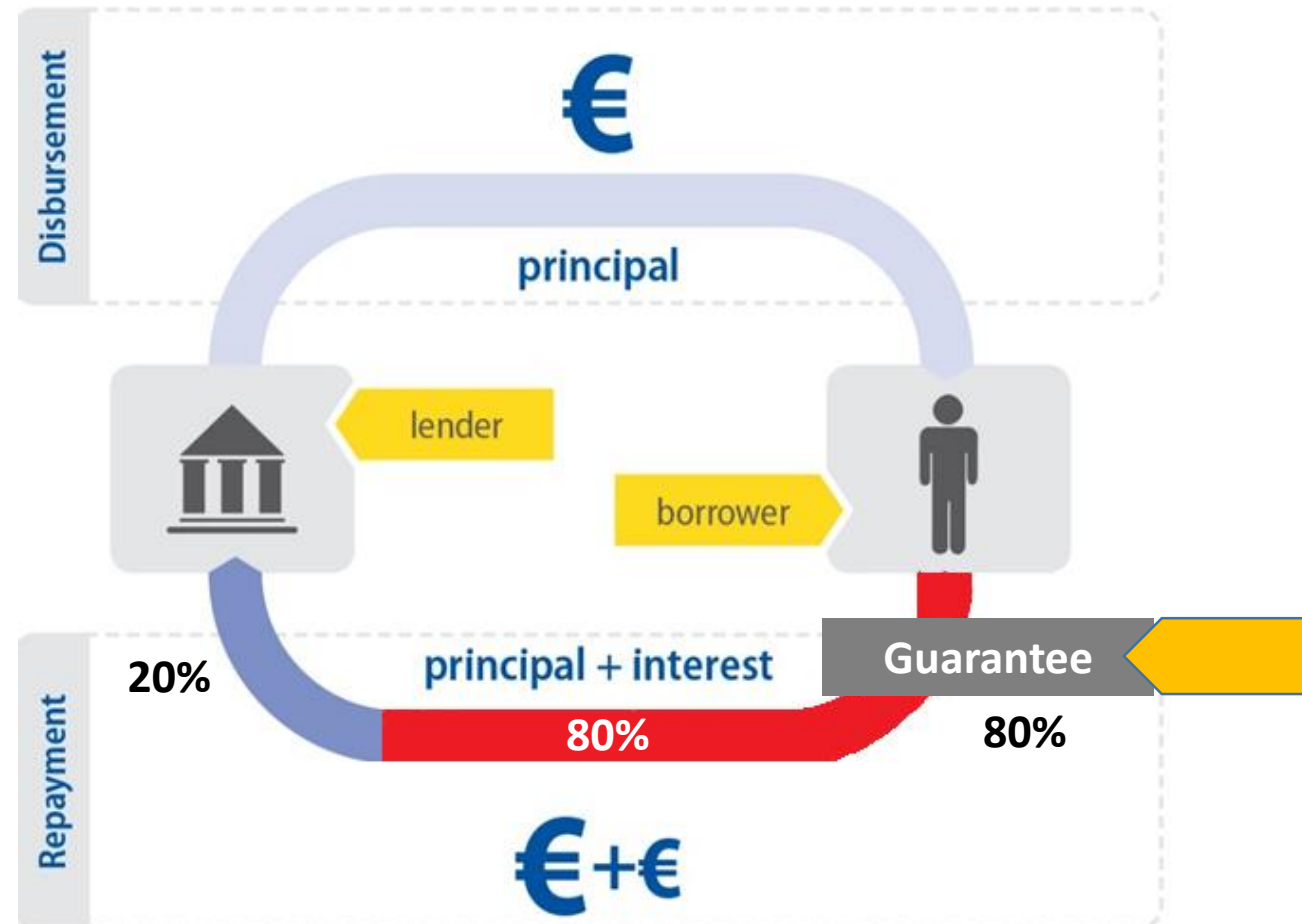 Disbursement
€
principal
lender
borrower
principal + interest
Guarantee
20%
80%
80%
Repayment
€+€